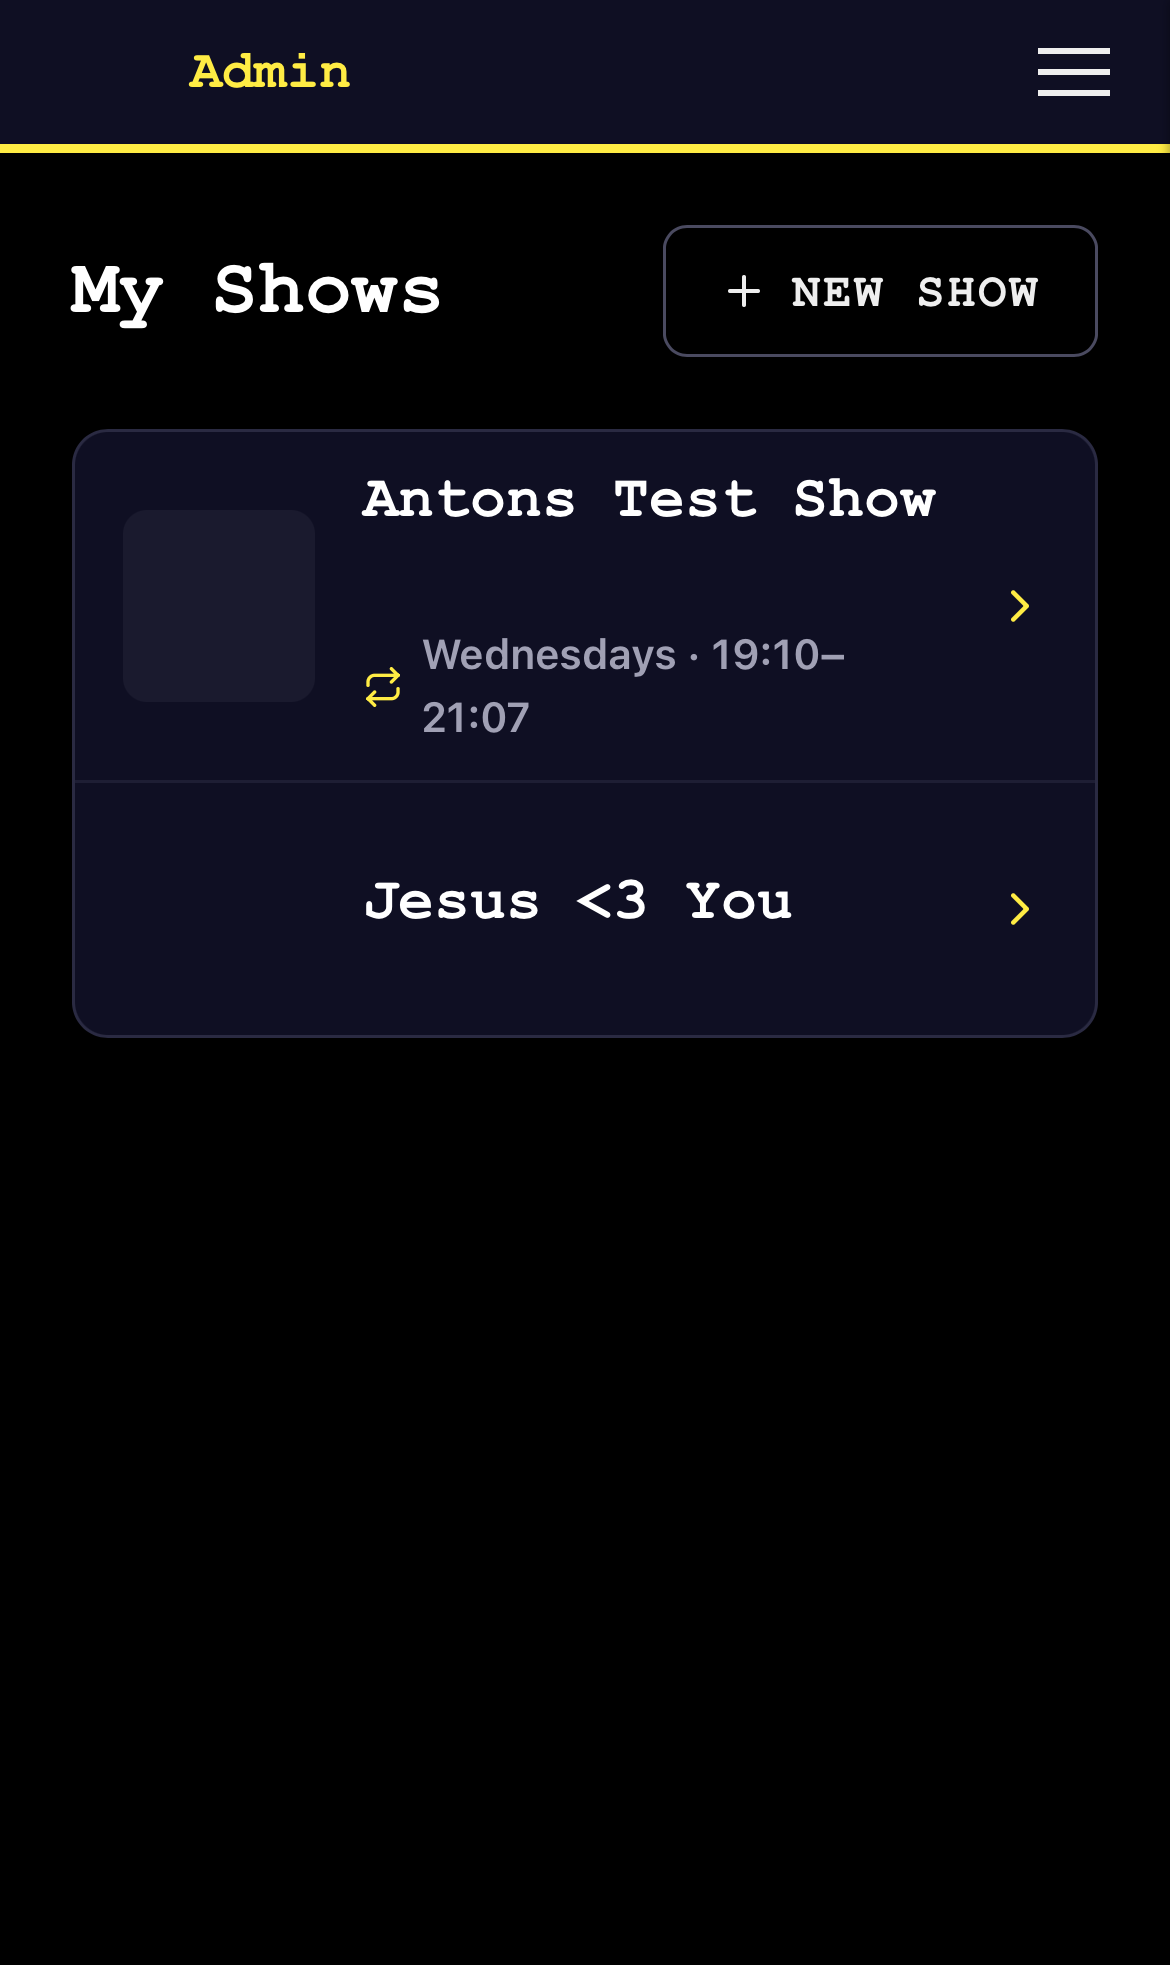 Admin
My Shows
+ NEW SHOW
Antons Test Show
Wednesdays · 19:10–
21:07
Jesus <3 You